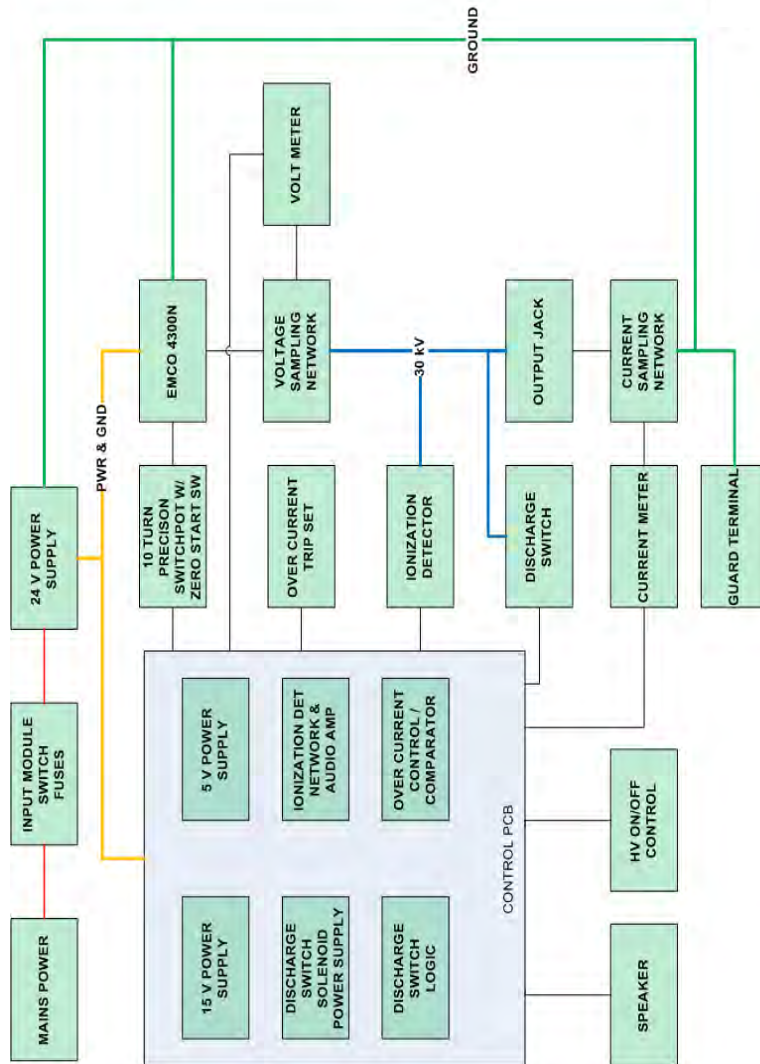 MAINS POWER
INPUT MODULE
SWITCH
FUSES
24 V POWER
SUPPLY
PWR & GND
GROUND
15 V POWER
SUPPLY
5 V POWER
SUPPLY
10 TURN
PRECISON
SWITCHPOT W/
ZERO START SW
EMCO 4300N
DISCHARGE
SWITCH
SOLENOID
POWER SUPPLY
IONIZATION DET
NETWORK &
AUDIO AMP
OVER CURRENT
TRIP SET
VOLTAGE
SAMPLING
NETWORK
VOLT METER
DISCHARGE
SWITCH
LOGIC
OVER CURRENT
CONTROL /
COMPARATOR
IONIZATION
DETECTOR
30 kV
CONTROL PCB
DISCHARGE
SWITCH
OUTPUT JACK
SPEAKER
HV ON/OFF
CONTROL
CURRENT METER
CURRENT
SAMPLING
NETWORK
GUARD TERMINAL